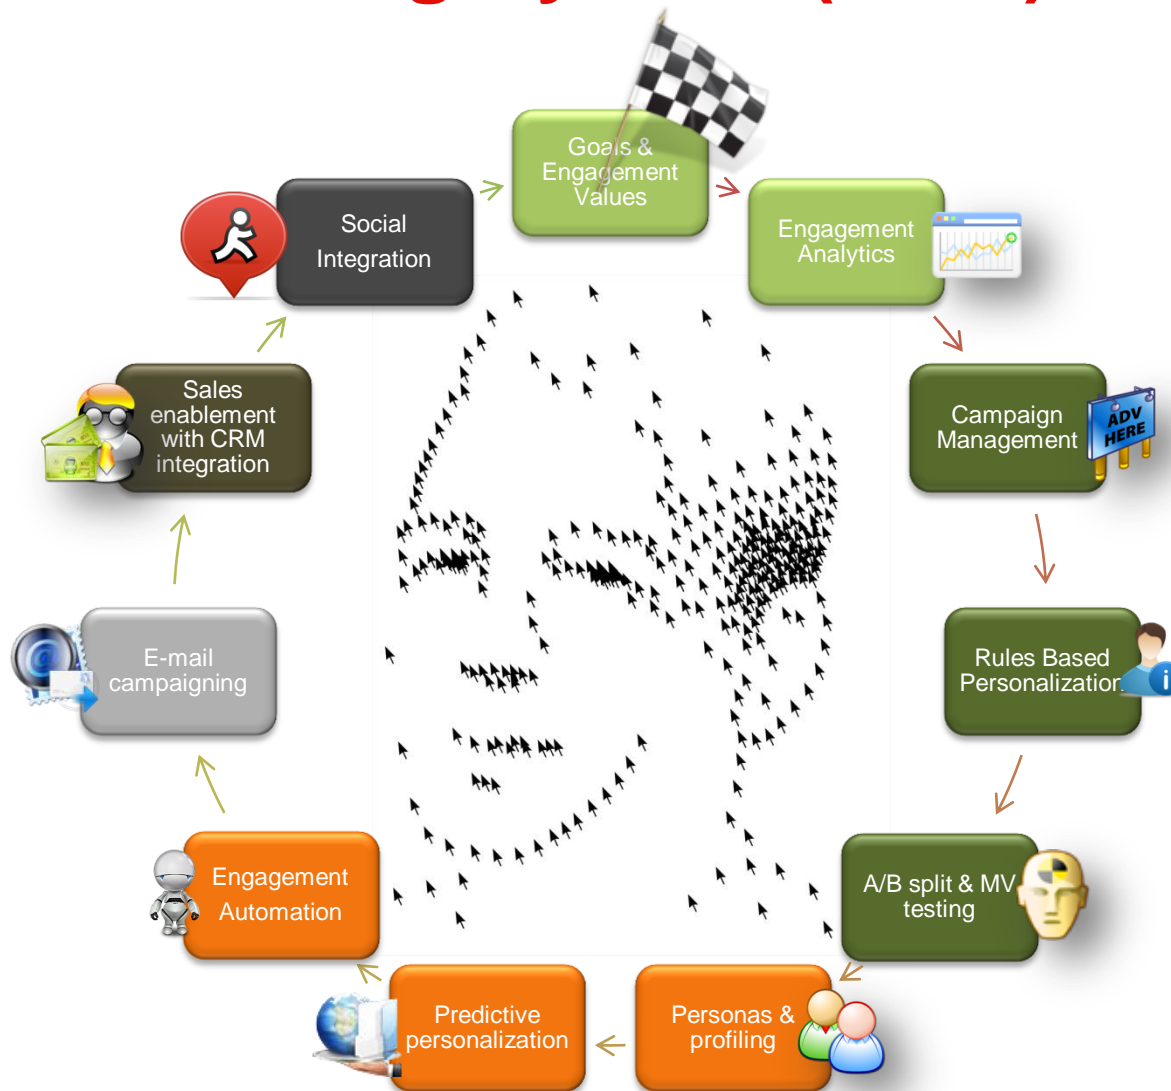 Goals &
Engagement
Values
Engagement
Analytics
Campaign
Management
ADV
HERE
Rules Based
Personalization
i
A/B split & MV
testing
Personas &
profiling
Predictive
personalization
Engagement
Automation
@
E-mail
campaigning
Sales
enablement
with CRM
integration
Social
Integration